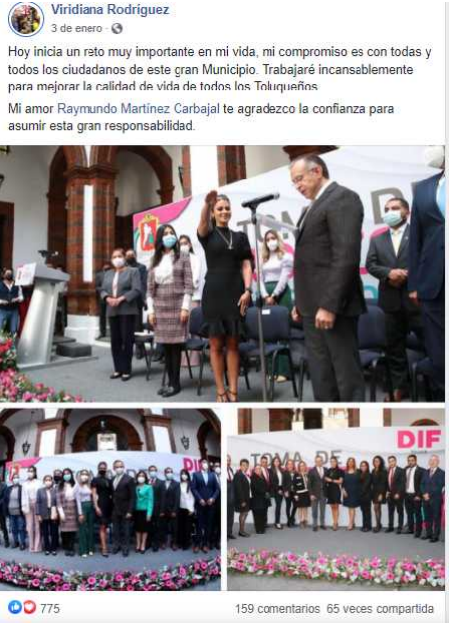 Viridiana Rodríguez
3 de enero ·
Hoy inicia un reto muy importante en mi vida, mi compromiso es con todas y
todos los ciudadanos de este gran Municipio. Trabajaré incansablemente
para mejorar la calidad de vida de todos los Toluqueños
Mi amor Raymundo Martínez Carbajal te agradezco la confianza para
asumir esta gran responsabilidad.
TOMA DE
DIF
TOMA DE
DIF
TOMA DE
775
159 comentarios 65 veces compartida